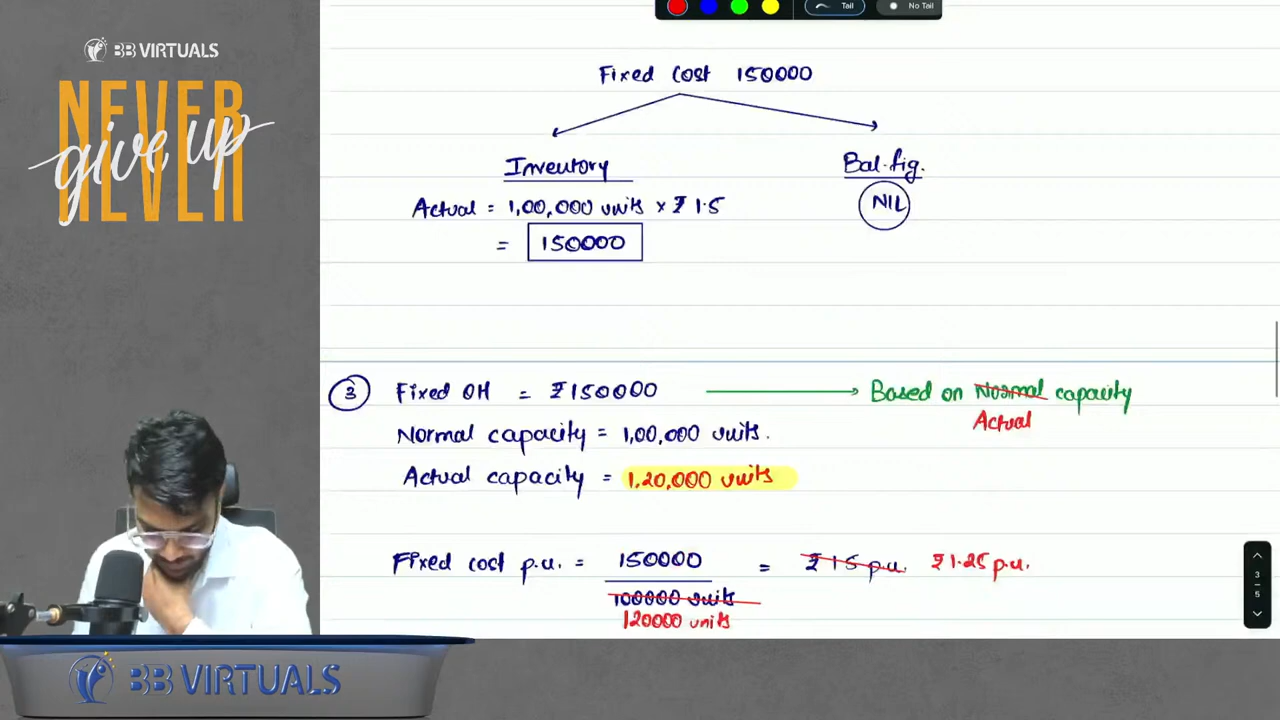 Tail
No Tail
BB VIRTUALS
NEVER
give up
NEVER
Fixed cost 150000
Inventory
Bal.fig.
Actual = 1,00,000 units × ₹ 1.5
NIL
= 150000
3 Fixed OH = ₹150000 Based on Normal capacity
Actual
Normal capacity = 1,00,000 units.
Actual capacity = 1,20,000 units
Fixed cost p.u. = 150000 = ₹ 1.5 p.u. ₹1.25 p.u.
100000 units
120000 units
3
5
BB VIRTUALS